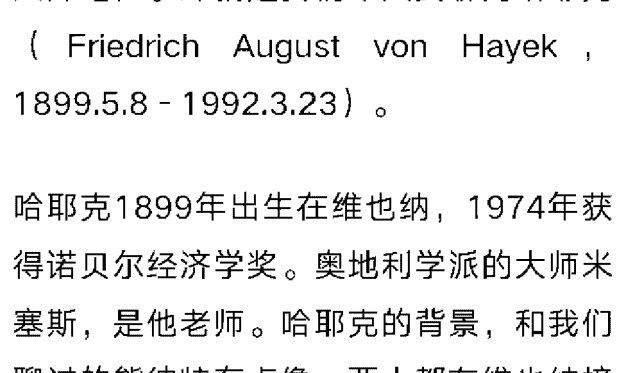 ( Friedrich August von Hayek ,
1899.5.8 - 1992.3.23) 。
哈耶克1899年出生在维也纳，1974年获
得诺贝尔经济学奖。奥地利学派的大师米
塞斯，是他老师。哈耶克的背景，和我们